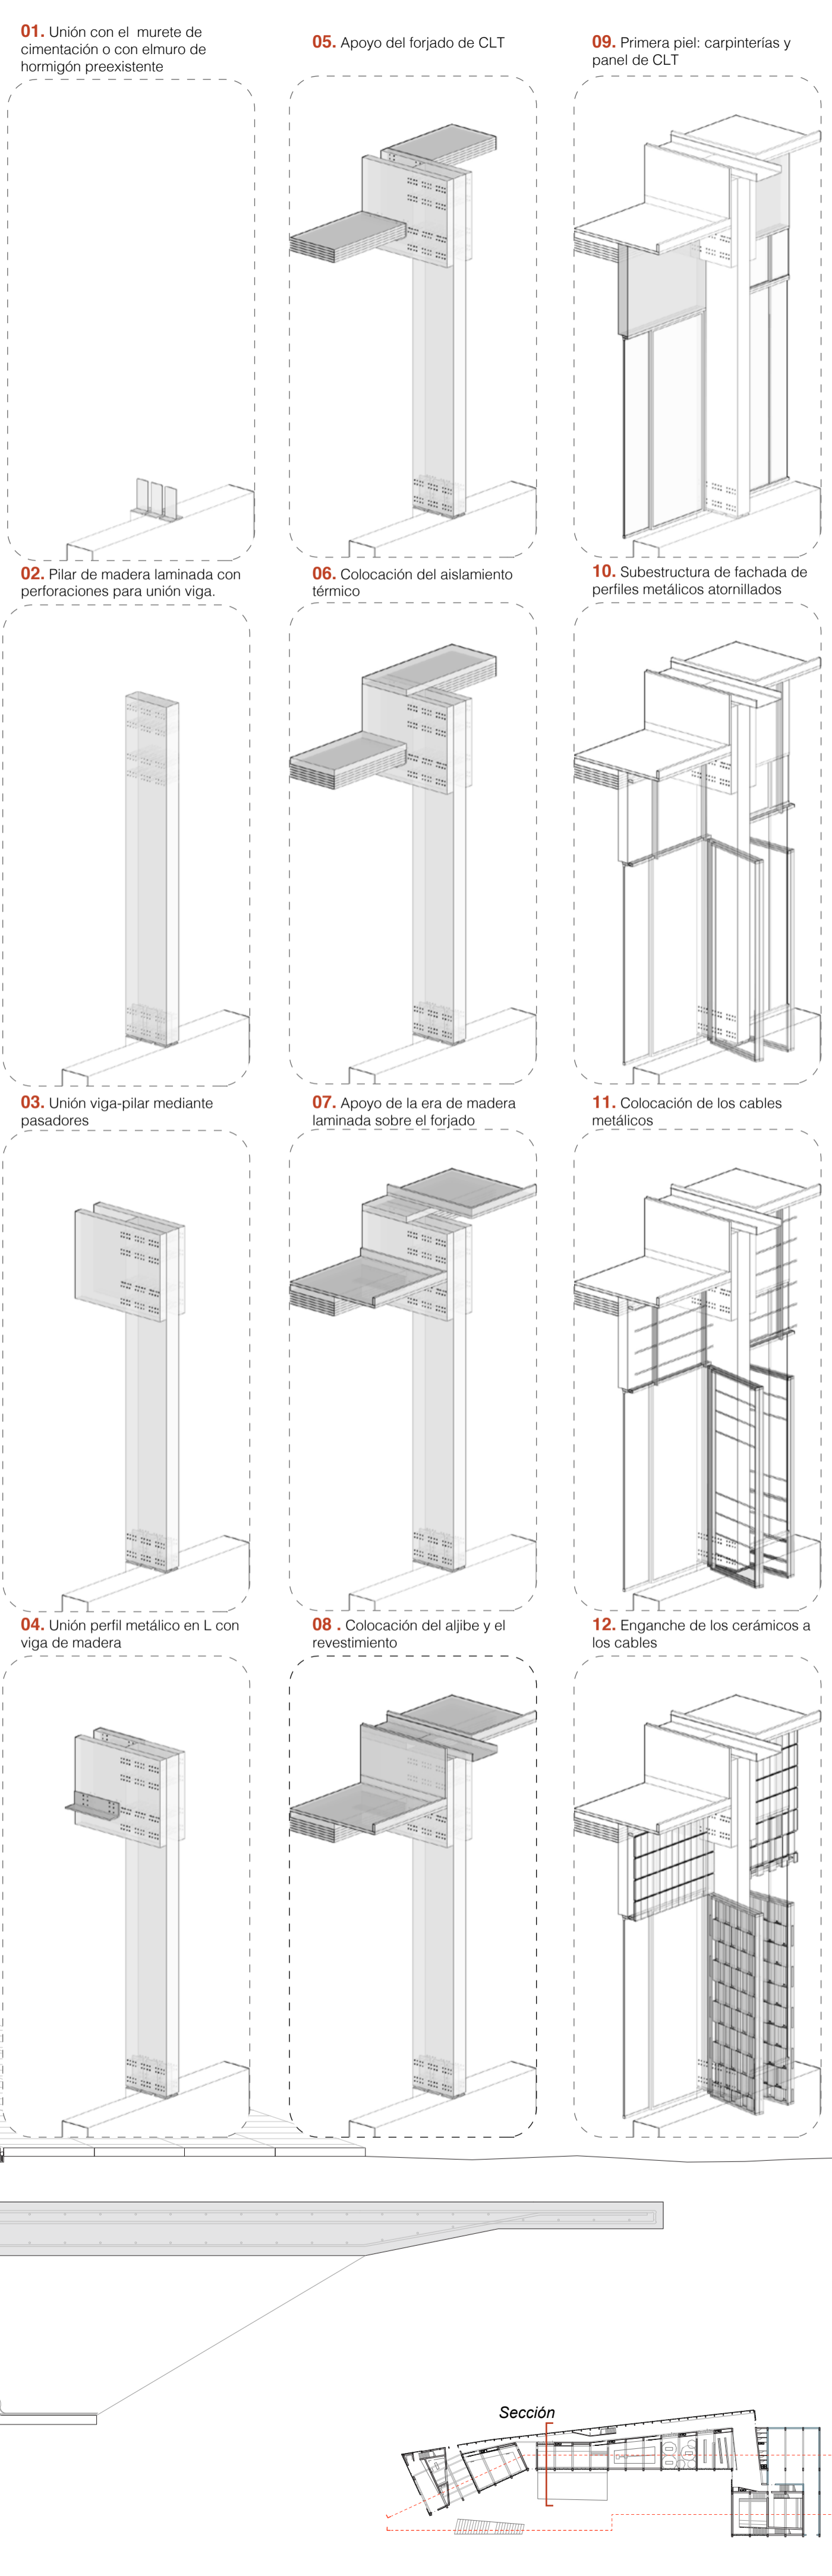 01. Unión con el murete de
cimentación o con elmuro de
hormigón preexistente
02. Pilar de madera laminada con
perforaciones para unión viga.
03. Unión viga-pilar mediante
pasadores
04. Unión perfil metálico en L con
viga de madera
05. Apoyo del forjado de CLT
06. Colocación del aislamiento
térmico
07. Apoyo de la era de madera
laminada sobre el forjado
08 . Colocación del aljibe y el
revestimiento
09. Primera piel: carpinterías y
panel de CLT
10. Subestructura de fachada de
perfiles metálicos atornillados
11. Colocación de los cables
metálicos
12. Enganche de los cerámicos a
los cables
Sección